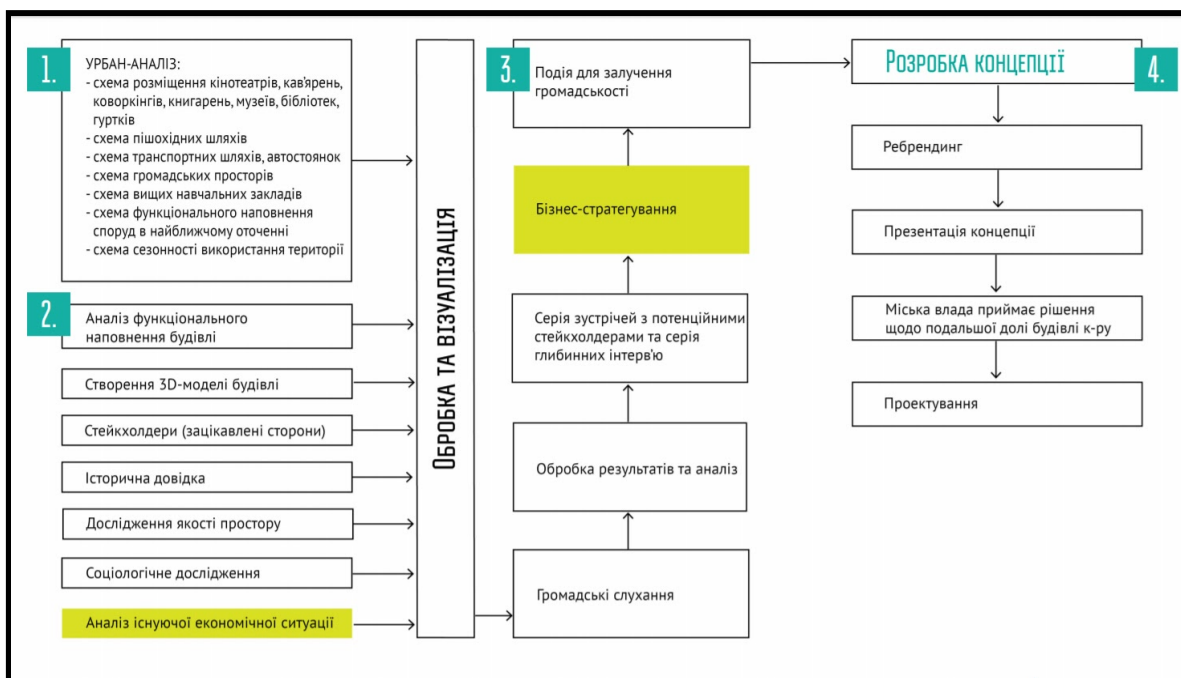 1.
УРБАН-АНАЛІЗ:
- схема розміщення кінотеатрів, кав'ярень,
коворкінгів, книгарень, музеїв, бібліотек,
гуртків
- схема пішохідних шляхів
- схема транспортних шляхів, автостоянок
- схема громадських просторів
- схема вищих навчальних закладів
- схема функціонального наповнення
споруд в найближчому оточенні
- схема сезонності використання території
2.
Аналіз функціонального
наповнення будівлі
Створення 3D-моделі будівлі
Стейкхолдери (зацікавлені сторони)
Історична довідка
Дослідження якості простору
Соціологічне дослідження
Аналіз існуючої економічної ситуації
ОБРОБКА ТА ВІЗУАЛІЗАЦІЯ
3.
Подія для залучення
громадськості
Бізнес-стратегування
Серія зустрічей з потенційними
стейкхолдерами та серія
глибинних інтерв'ю
Обробка результатів та аналіз
Громадські слухання
РОЗРОБКА КОНЦЕПЦІЇ
4.
Ребрендинг
Презентація концепції
Міська влада приймає рішення
щодо подальшої долі будівлі к-ру
Проектування